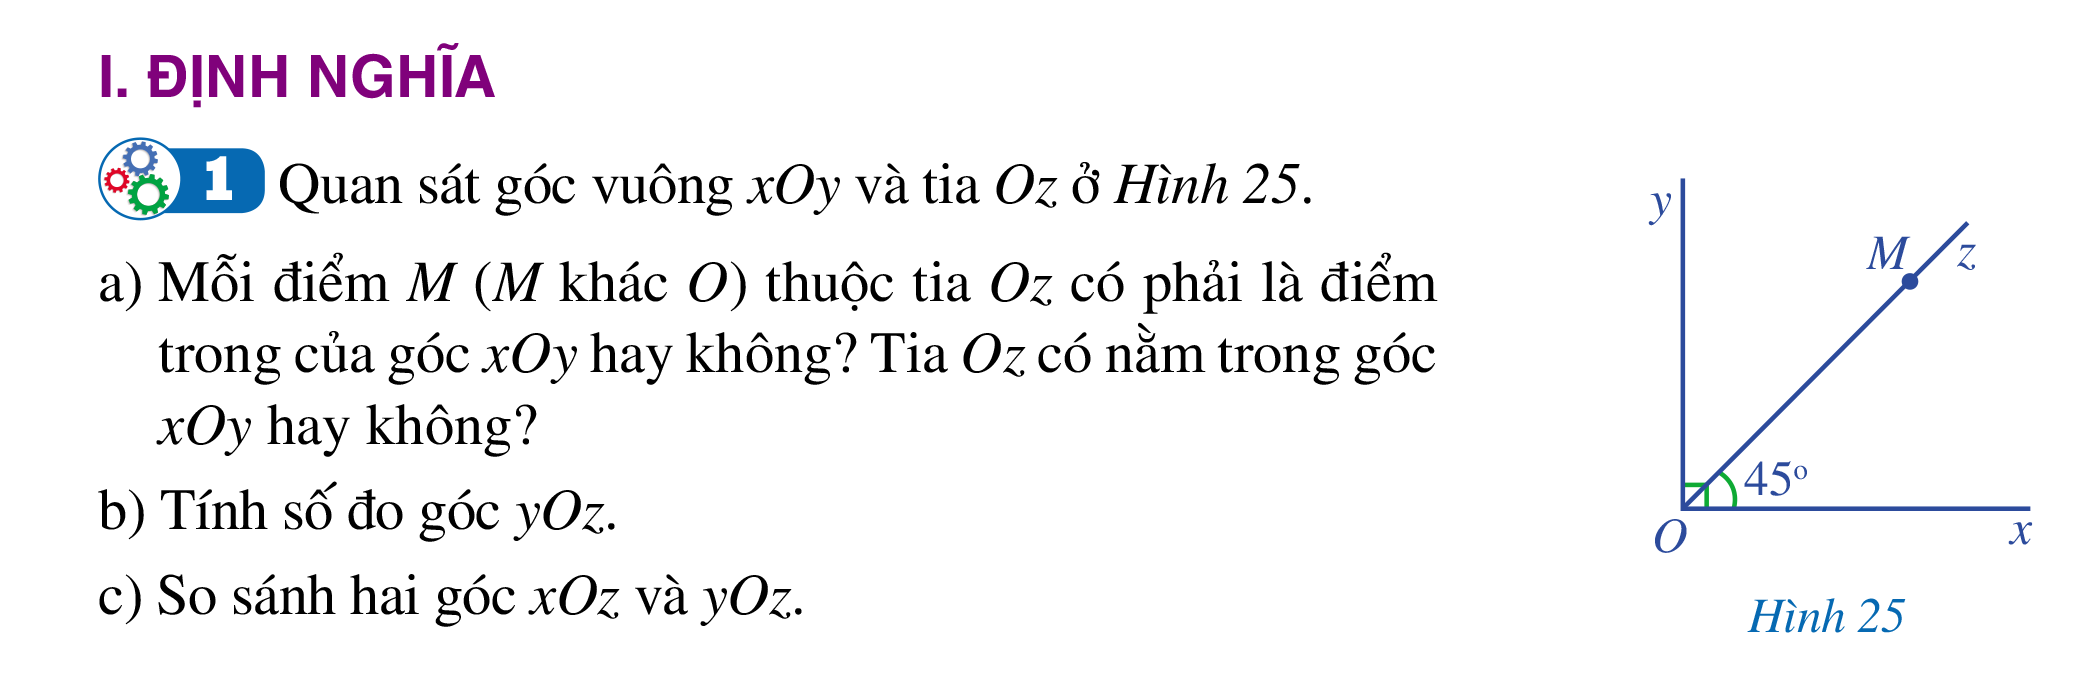 I. ĐỊNH NGHĨA
1 Quan sát góc vuông xOy và tia Oz ở Hình 25.
a) Mỗi điểm M (M khác O) thuộc tia Oz có phải là điểm
trong của góc xOy hay không? Tia Oz có nằm trong góc
xOy hay không?
b) Tính số đo góc yOz.
c) So sánh hai góc xOz và yOz.
y
M
z
45º
O
x
Hình 25